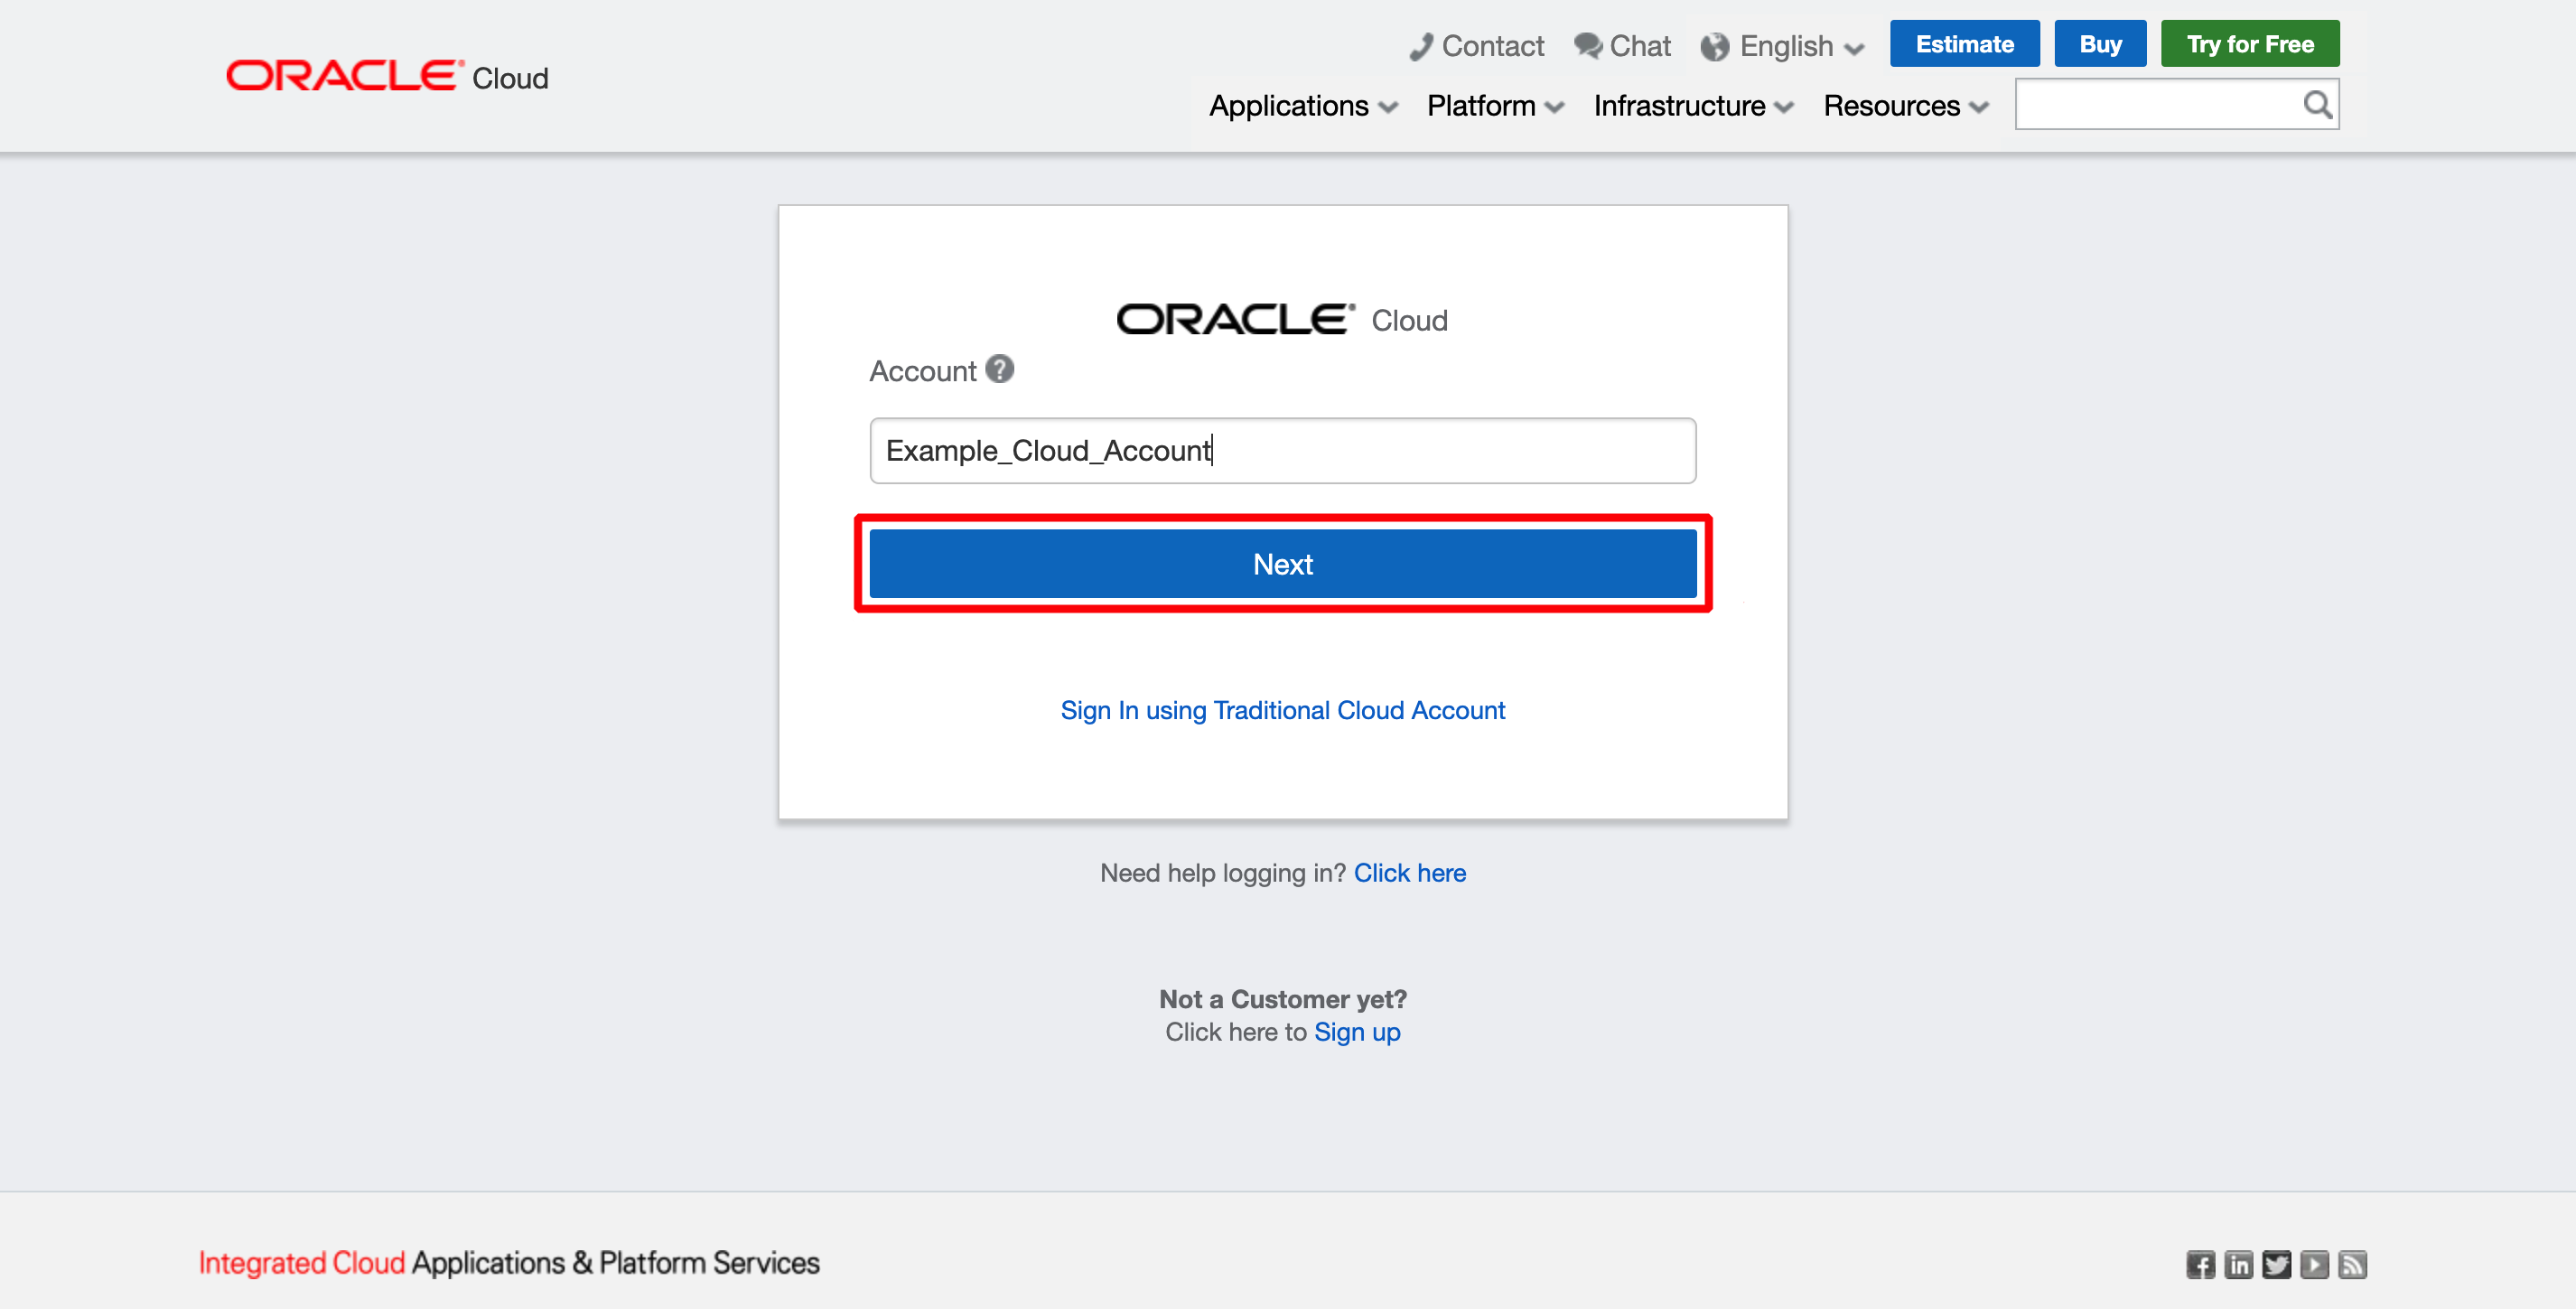 Contact Chat English Estimate Buy Try for Free
ORACLE® Cloud
Applications Platform Infrastructure Resources
ORACLE® Cloud
Account ?
Example_Cloud_Account
Next
Sign In using Traditional Cloud Account
Need help logging in? Click here
Not a Customer yet?
Click here to Sign up
Integrated Cloud Applications & Platform Services